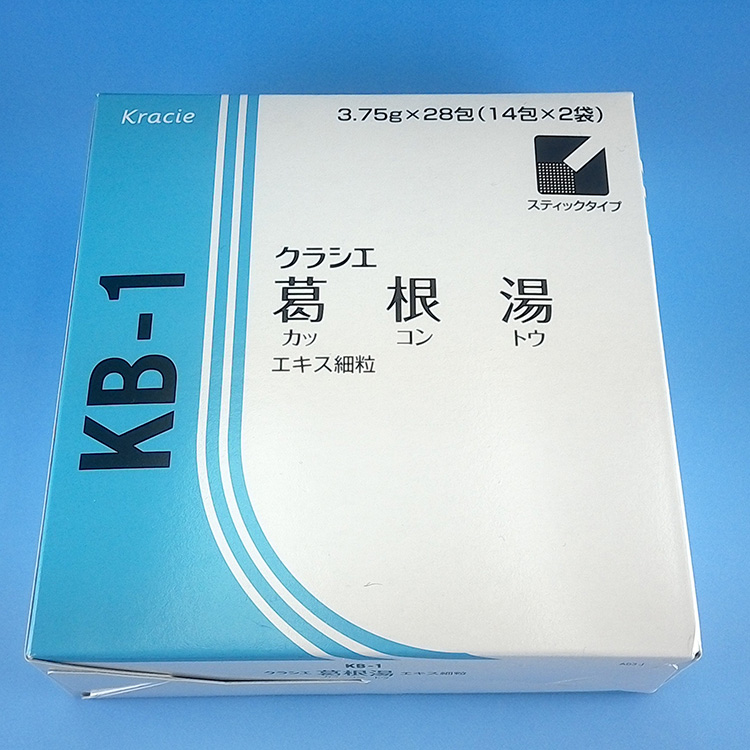 Kracie
3.75g×28包(14包×2袋)
スティックタイプ
KB-1
クラシエ
葛根湯
カッコントウ
エキス細粒
KB-1
クラシエ 葛根湯 エキス細粒